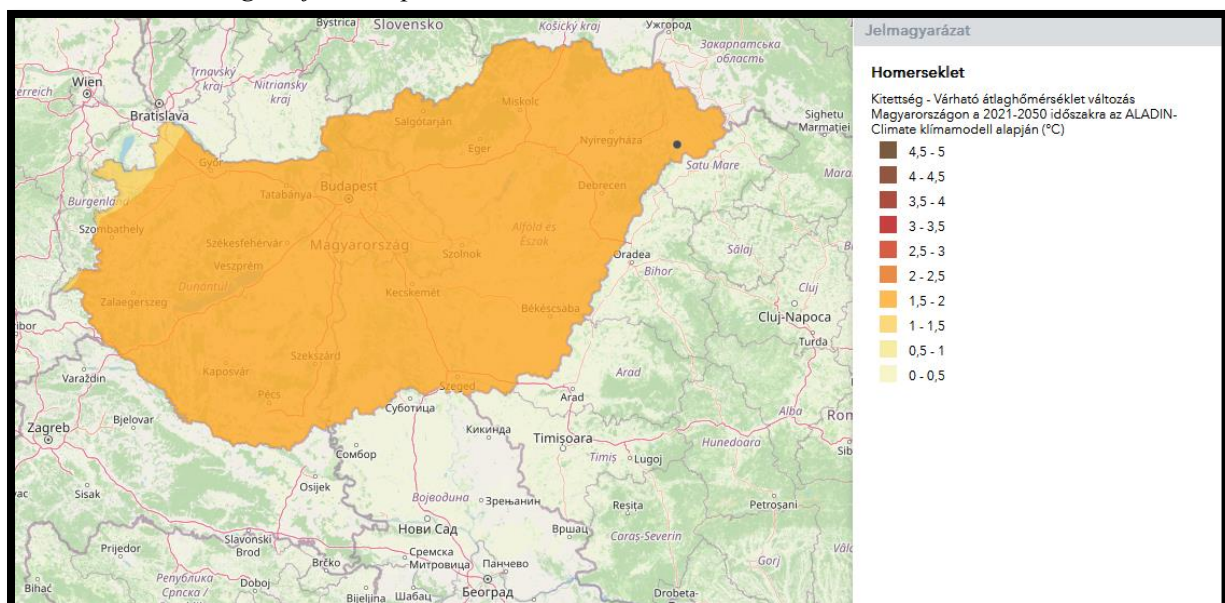 Bystrica
Slovensko
Košický kraj
Ужгород
Закарпатська
область
Jelmagyarázat
Wien
Trnavský
kraj
Nitriansky
kraj
Bratislava
Miskolc
Salgótarján
Sighetu
Marmației
Nyíregyháza
Eger
Győr
Satu Mare
Tatabánya
Budapest
Debrecen
Burgenland
Szombathely
Alföld és
Észak
Székesfehérvár
Magyarország
Szolnok
Oradea
Sălaj
Veszprém
Bihor
Dunántúl
Cluj
Zalaegerszeg
Kecskemét
Békéscsaba
Cluj-Napoca
Turda
Szekszárd
Varaždin
Kaposvár
Arad
Pécs
Szeged
Суботица
Arad
Alba
Zagreb
Bjelovar
Кикинда
Timișoara
Hunedoara
Сомбор
Timiș
Lugoj
Sisak
Osijek
Војводина
Зрењанин
Reșița
Petroșani
Нови Сад
Вршац
Caraș-Severin
Prijedor
Slavonski
Brod
Сремска
Митровица
Панчево
Gorj
Brčko
Република
Српска /
Doboj
Bihać
Bijeljina
Шабац
Београд
Drobeta-
Homerseklet
Kitettség - Várható átlaghőmérséklet változás
Magyarországon a 2021-2050 időszakra az ALADIN-
Climate klímamodell alapján (°C)
4,5 - 5
4 - 4,5
3,5 - 4
3 - 3,5
2,5 - 3
2 - 2,5
1,5 - 2
1 - 1,5
0,5 - 1
0 - 0,5